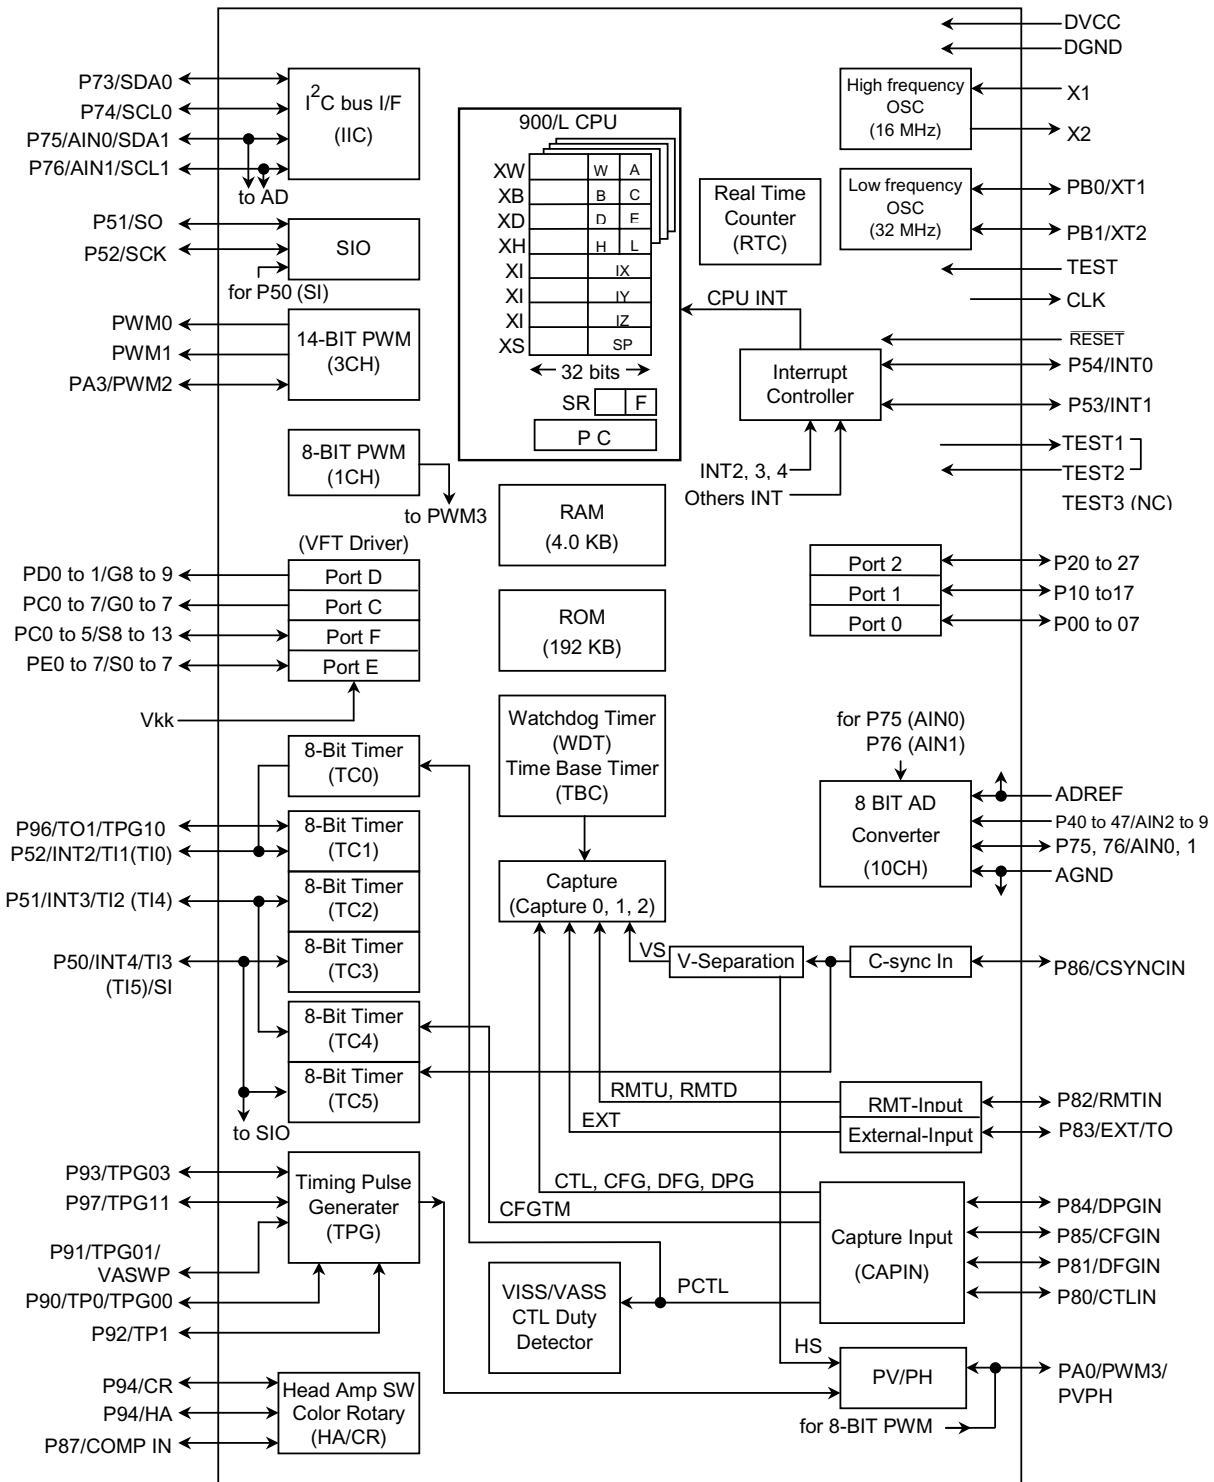 DVCC
DGND
P73/SDA0
P74/SCL0
P75/AIN0/SDA1
P76/AIN1/SCL1
to AD
I2C bus I/F
(IIC)
P51/SO
P52/SCK
for P50 (SI)
SIO
PWM0
PWM1
PA3/PWM2
14-BIT PWM
(3CH)
8-BIT PWM
(1CH)
to PWM3
900/L CPU
XW W A
XB B C
XD D E
XH H L
XI IX
XI IY
XI IZ
XS SP
32 bits
SR F
P C
Real Time
Counter
(RTC)
High frequency
OSC
(16 MHz)
X1
X2
Low frequency
OSC
(32 MHz)
PB0/XT1
PB1/XT2
TEST
CLK
CPU INT
RESET
Interrupt
Controller
P54/INT0
P53/INT1
INT2, 3, 4
Others INT
TEST1
TEST2
TEST3 (NC)
RAM
(4.0 KB)
ROM
(192 KB)
(VFT Driver)
PD0 to 1/G8 to 9
Port D
PC0 to 7/G0 to 7
Port C
PC0 to 5/S8 to 13
Port F
PE0 to 7/S0 to 7
Port E
Vkk
Port 2
P20 to 27
Port 1
P10 to17
Port 0
P00 to 07
Watchdog Timer
(WDT)
Time Base Timer
(TBC)
for P75 (AIN0)
P76 (AIN1)
8 BIT AD
Converter
(10CH)
ADREF
P40 to 47/AIN2 to 9
P75, 76/AIN0, 1
AGND
8-Bit Timer
(TC0)
P96/TO1/TPG10
P52/INT2/TI1(TI0)
8-Bit Timer
(TC1)
P51/INT3/TI2 (TI4)
8-Bit Timer
(TC2)
P50/INT4/TI3
(TI5)/SI
8-Bit Timer
(TC3)
8-Bit Timer
(TC4)
8-Bit Timer
(TC5)
to SIO
Capture
(Capture 0, 1, 2)
VS
V-Separation
C-sync In
P86/CSYNCIN
RMTU, RMTD
RMT-Input
P82/RMTIN
EXT
External-Input
P83/EXT/TO
P93/TPG03
P97/TPG11
P91/TPG01/
VASWP
P90/TP0/TPG00
P92/TP1
Timing Pulse
Generater
(TPG)
CTL, CFG, DFG, DPG
CFGTM
Capture Input
(CAPIN)
P84/DPGIN
P85/CFGIN
P81/DFGIN
P80/CTLIN
VISS/VASS
CTL Duty
Detector
PCTL
HS
PV/PH
PA0/PWM3/
PVPH
for 8-BIT PWM
P94/CR
P94/HA
P87/COMP IN
Head Amp SW
Color Rotary
(HA/CR)